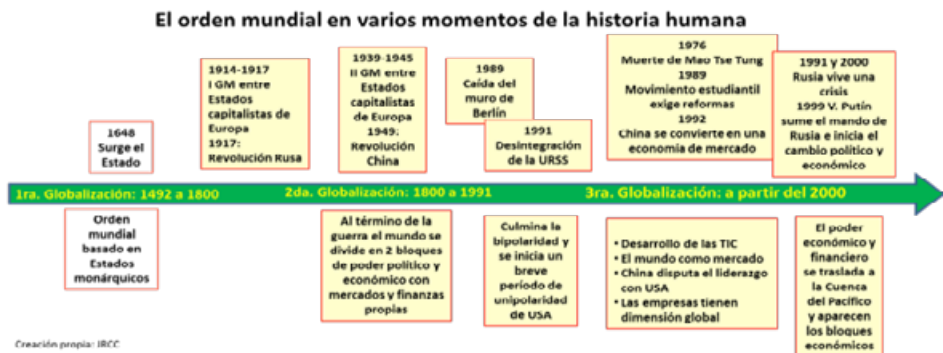 El orden mundial en varios momentos de la historia humana
1648
Surge el
Estado
1914-1917
I GM entre
Estados
capitalistas de
Europa
1917:
Revolución Rusa
1939-1945
II GM entre
Estados
capitalistas de
Europa
1949:
Revolución
China
1989
Caída del
muro de
Berlín
1991
Desintegración
de la URSS
1976
Muerte de Mao Tse Tung
1989
Movimiento estudiantil
exige reformas
1992
China se convierte en una
economía de mercado
1991 y 2000
Rusia vive una
crisis
1999 V. Putín
sume el mando de
Rusia e inicia el
cambio político y
económico
1ra. Globalización: 1492 a 1800
2da. Globalización: 1800 a 1991
3ra. Globalización: a partir del 2000
Orden
mundial
basado en
Estados
monárquicos
Al término de la
guerra el mundo se
divide en 2 bloques
de poder político y
económico con
mercados y finanzas
propias
Culmina la
bipolaridad y
se inicia un
breve
período de
unipolaridad
de USA
• Desarrollo de las TIC
• El mundo como mercado
• China disputa el liderazgo
con USA
• Las empresas tienen
dimensión global
El poder
económico y
financiero
se traslada a
la Cuenca
del Pacífico
y aparecen
los bloques
económicos
Creación propia: JRCC